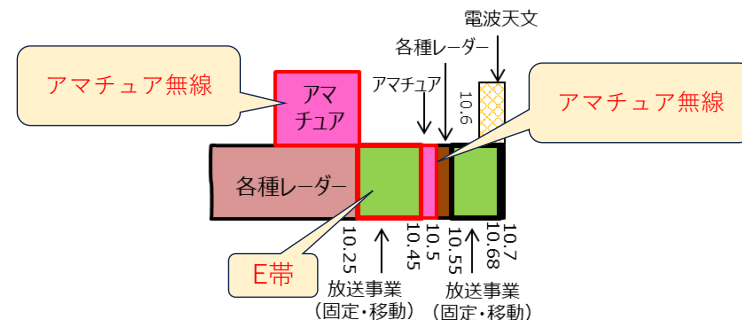 電波天文
各種レーダー
アマチュア
アマチュア無線
アマ
チュア
10.6
アマチュア無線
各種レーダー
E帯
10.25
10.45
10.5
10.55
10.68
10.7
放送事業
(固定・移動)
放送事業
(固定・移動)